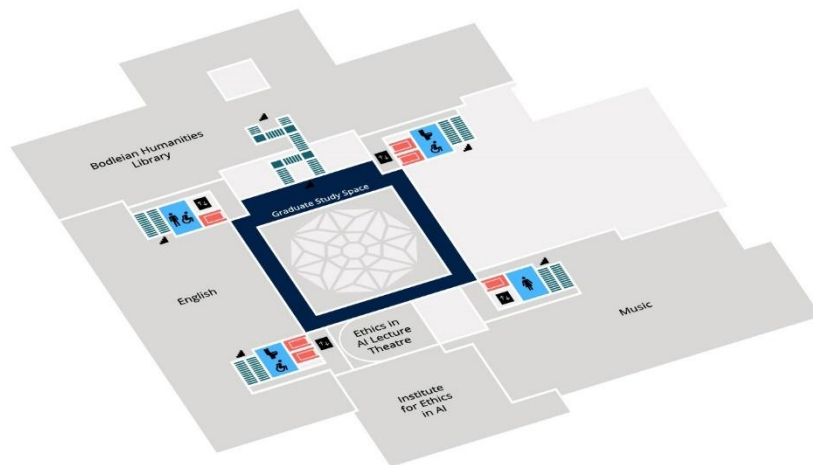 Bodleian Humanities
Library
Graduate Study Space
English
Ethics in
AI Lecture
Theatre
Music
Institute
for Ethics
in AI